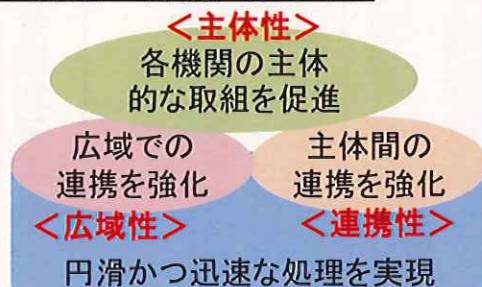 ＜主体性＞
各機関の主体
的な取組を促進
広域での
連携を強化
＜広域性＞
主体間の
連携を強化
＜連携性＞
円滑かつ迅速な処理を実現